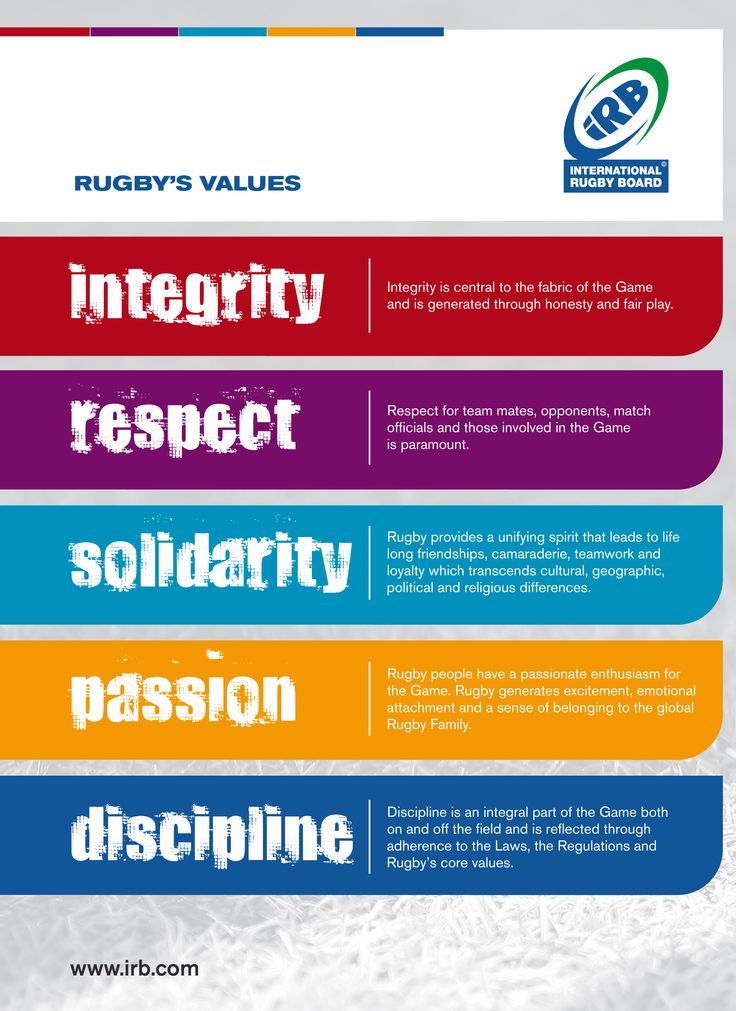 iRB
INTERNATIONAL
RUGBY BOARD
©
RUGBY'S VALUES
integrity
Integrity is central to the fabric of the Game
and is generated through honesty and fair play.
respect
Respect for team mates, opponents, match
officials and those involved in the Game
is paramount.
solidarity
Rugby provides a unifying spirit that leads to life
long friendships, camaraderie, teamwork and
loyalty which transcends cultural, geographic,
political and religious differences.
passion
Rugby people have a passionate enthusiasm for
the Game. Rugby generates excitement, emotional
attachment and a sense of belonging to the global
Rugby Family.
discipline
Discipline is an integral part of the Game both
on and off the field and is reflected through
adherence to the Laws, the Regulations and
Rugby's core values.
www.irb.com